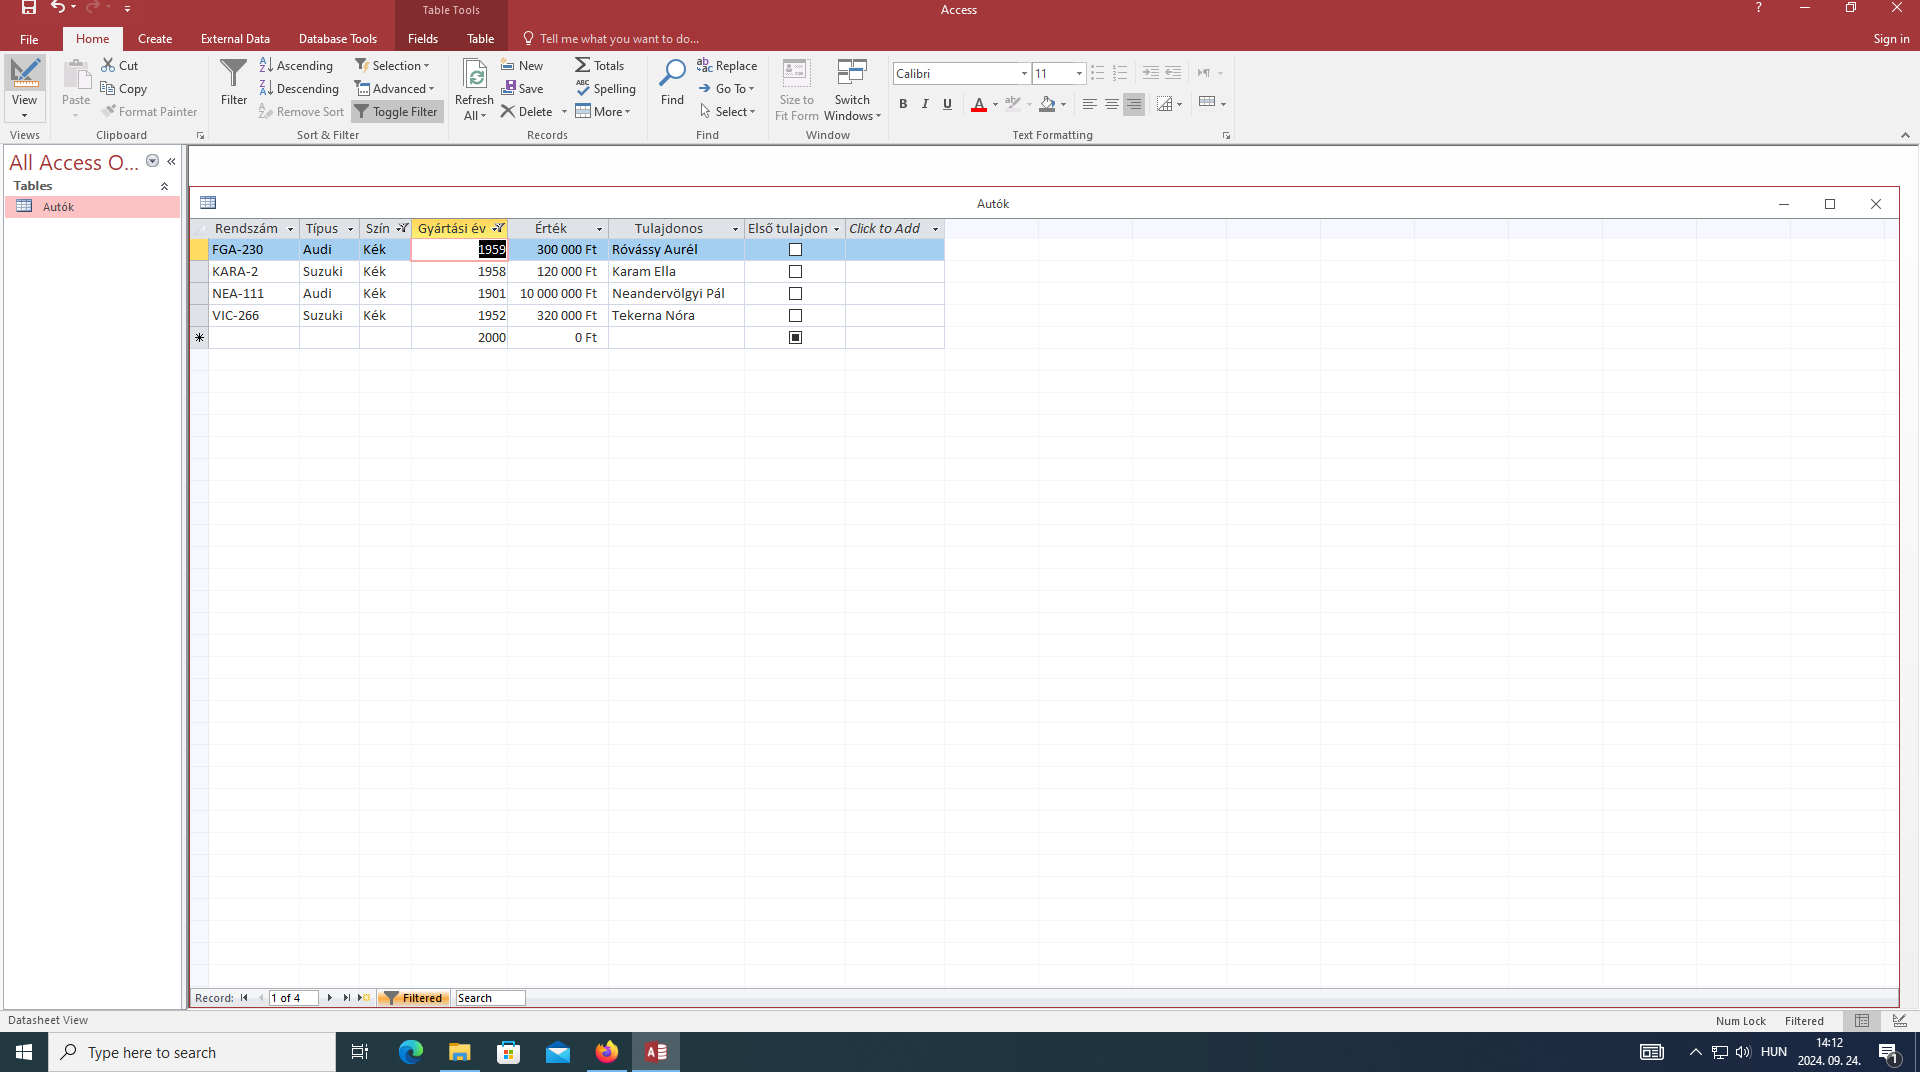 Table Tools
Access
?
File
Home
Create
External Data
Database Tools
Fields
Table
Tell me what you want to do...
Sign in
View
Views
Paste
Cut
Copy
Format Painter
Clipboard
Filter
Ascending
Descending
Remove Sort
Selection
Advanced
Toggle Filter
Sort & Filter
Refresh
All
New
Save
Delete
Totals
Spelling
More
Records
Find
Replace
Go To
Select
Find
Size to
Fit Form
Switch
Windows
Window
Calibri
11
B I U
Text Formatting
All Access O...
Tables
Autók
Autók
Rendszám Típus Szín Gyártási év Érték Tulajdonos Első tulajdon Click to Add
FGA-230 Audi Kék 1959 300 000 Ft Róvássy Aurél
KARA-2 Suzuki Kék 1958 120 000 Ft Karam Ella
NEA-111 Audi Kék 1901 10 000 000 Ft Neandervölgyi Pál
VIC-266 Suzuki Kék 1952 320 000 Ft Tekerna Nóra
2000 0 Ft
Record: 1 of 4 Filtered Search
Datasheet View
Num Lock Filtered
Type here to search
HUN
14:12
2024. 09. 24.
1